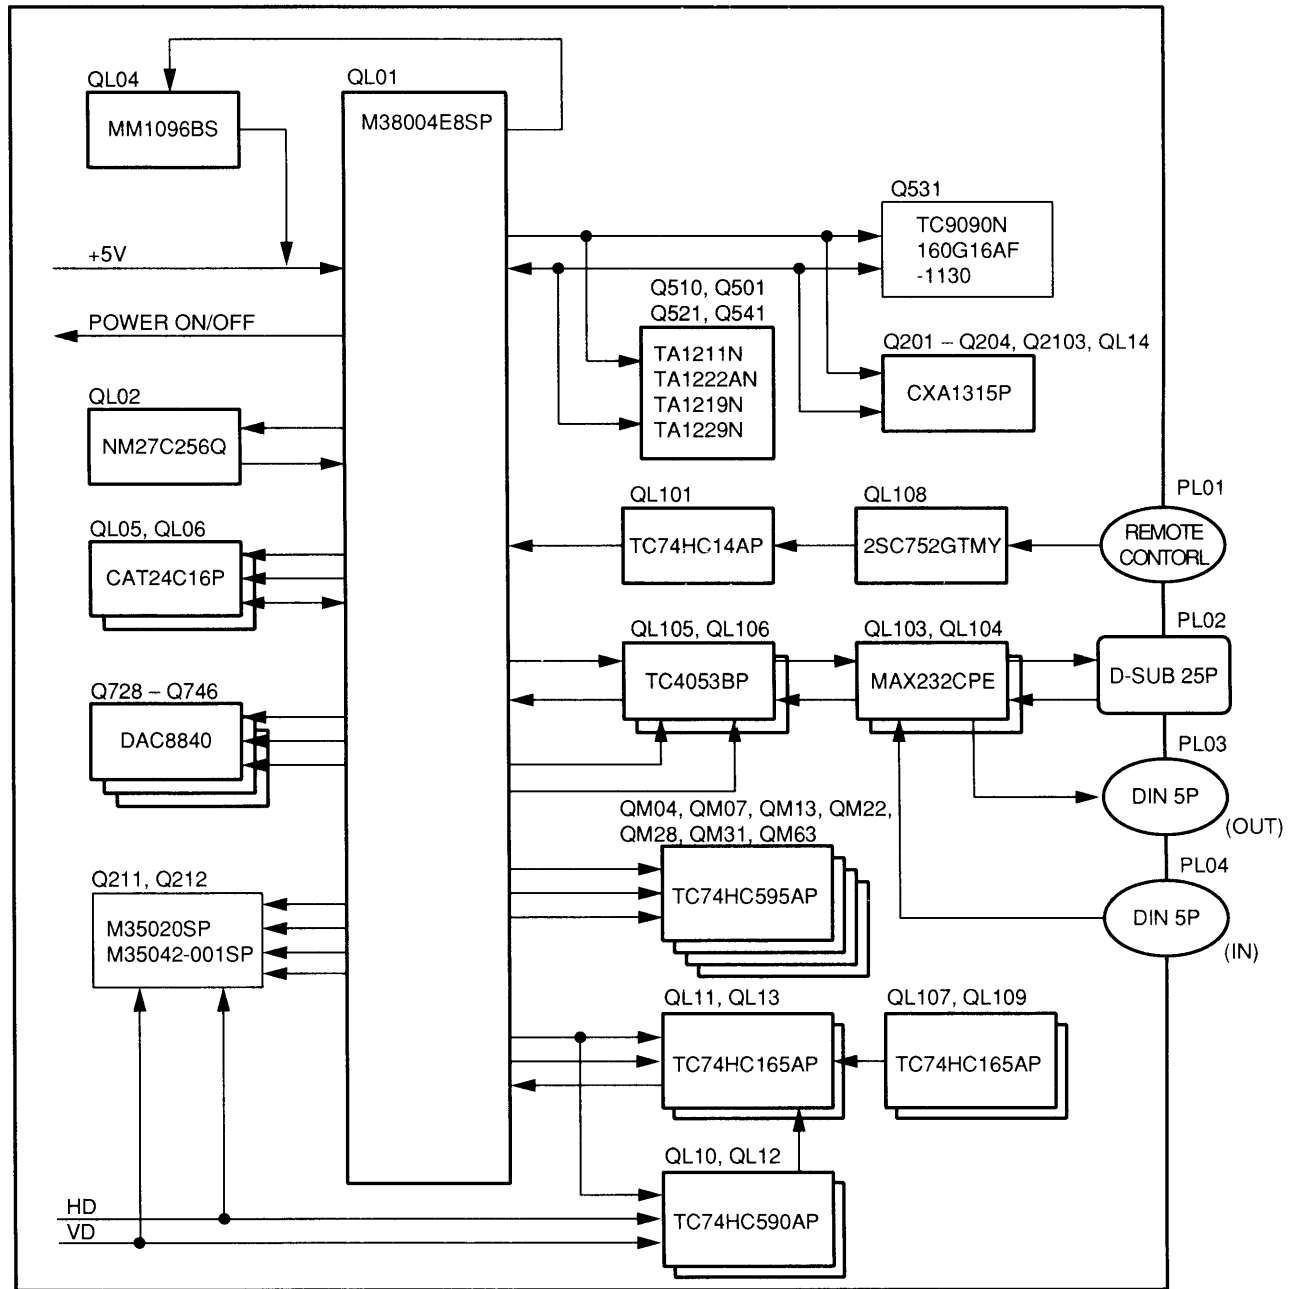 QL04
MM1096BS
QL01
M38004E8SP
+5V
POWER ON/OFF
QL02
NM27C256Q
QL05, QL06
CAT24C16P
Q728 – Q746
DAC8840
Q211, Q212
M35020SP
M35042-001SP
HD
VD
Q531
TC9090N
160G16AF
-1130
Q510, Q501
Q521, Q541
TA1211N
TA1222AN
TA1219N
TA1229N
Q201 – Q204, Q2103, QL14
CXA1315P
QL101
TC74HC14AP
QL108
2SC752GTMY
PL01
REMOTE
CONTORL
QL105, QL106
TC4053BP
QL103, QL104
MAX232CPE
PL02
D-SUB 25P
PL03
DIN 5P
(OUT)
QM04, QM07, QM13, QM22,
QM28, QM31, QM63
TC74HC595AP
PL04
DIN 5P
(IN)
QL11, QL13
TC74HC165AP
QL107, QL109
TC74HC165AP
QL10, QL12
TC74HC590AP